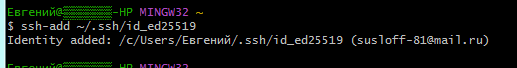 Евгений@▒▒▒▒▒▒▒-HP MINGW32 ~
$ ssh-add ~/.ssh/id_ed25519
Identity added: /c/Users/Евгений/.ssh/id_ed25519 (susloff-81@mail.ru)
Евгений@▒▒▒▒▒▒▒-HP MINGW32